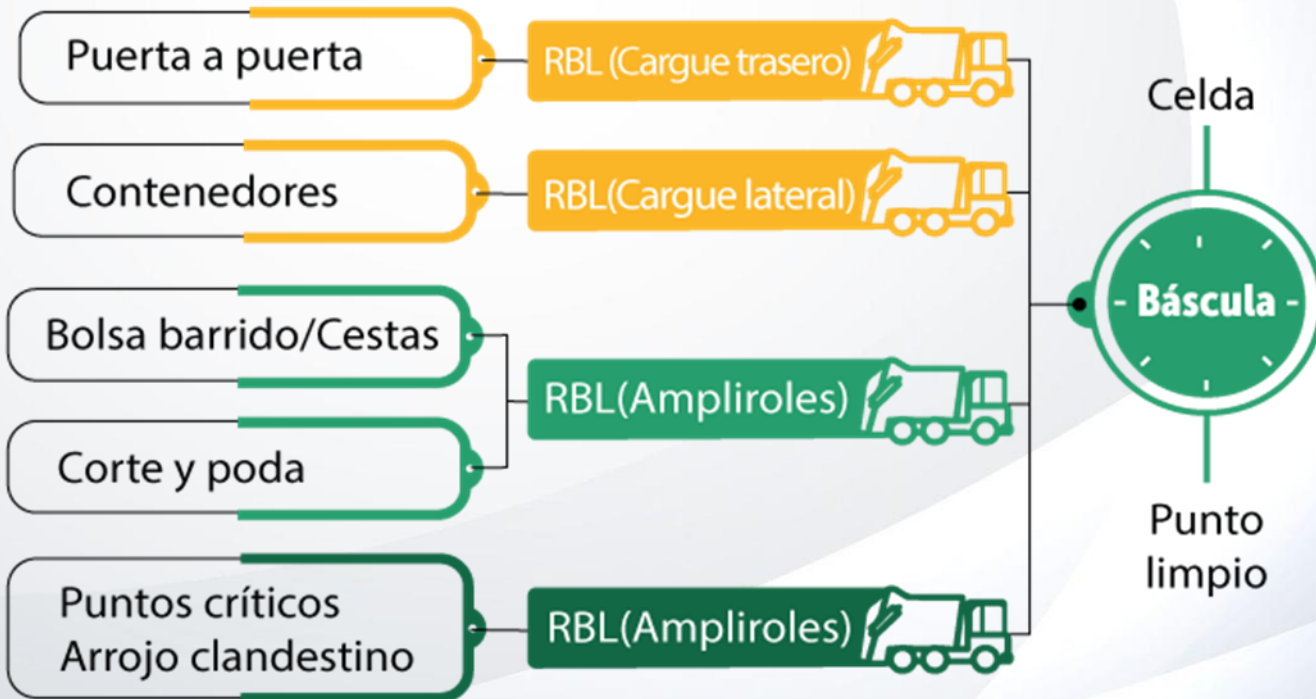 Puerta a puerta
RBL (Cargue trasero)
Contenedores
RBL(Cargue lateral)
Bolsa barrido/Cestas
Corte y poda
RBL(Ampliroles)
Puntos críticos
Arrojo clandestino
RBL(Ampliroles)
Celda
- Báscula -
Punto
limpio